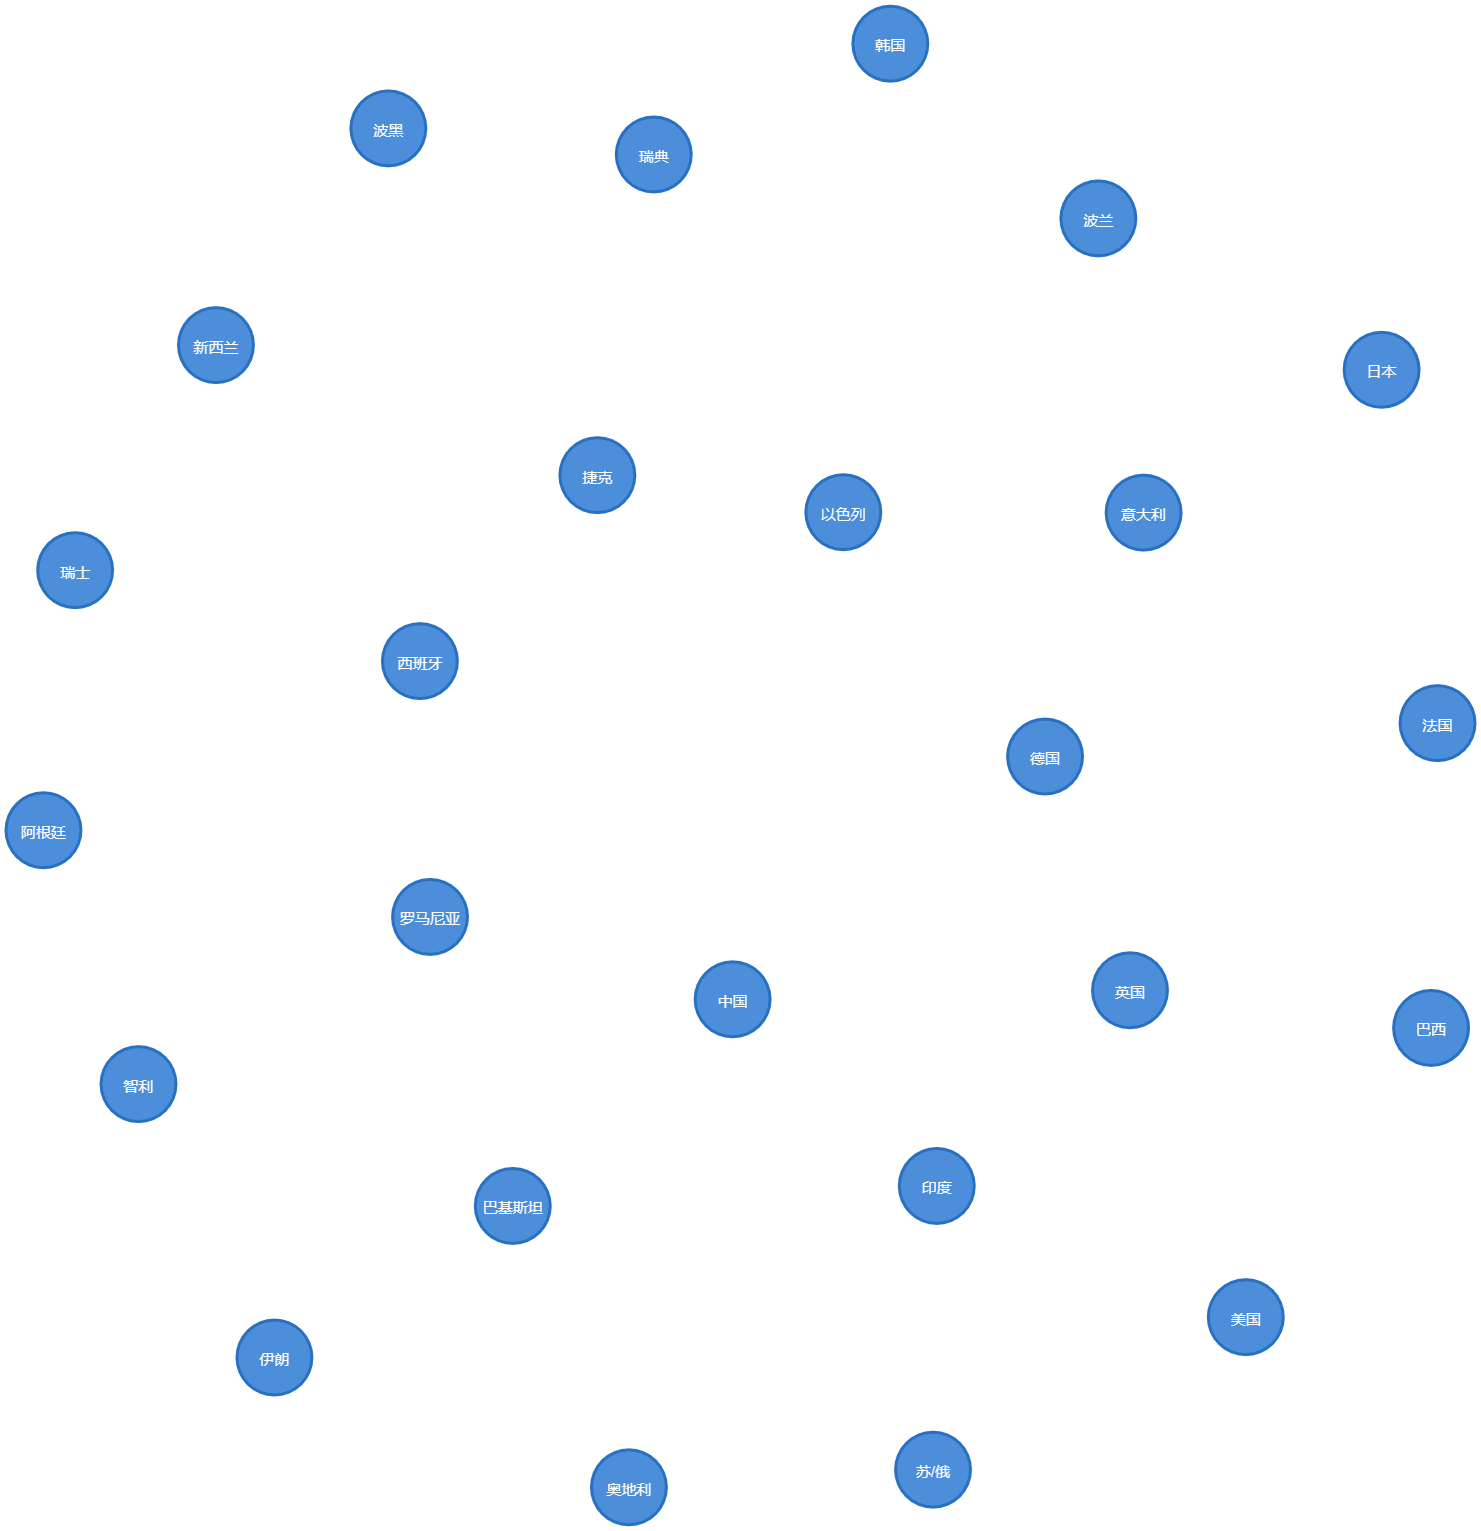 韩国
波黑
瑞典
波兰
新西兰
日本
捷克
以色列
意大利
瑞士
西班牙
法国
德国
阿根廷
罗马尼亚
英国
中国
巴西
智利
印度
巴基斯坦
美国
伊朗
苏/俄
奥地利